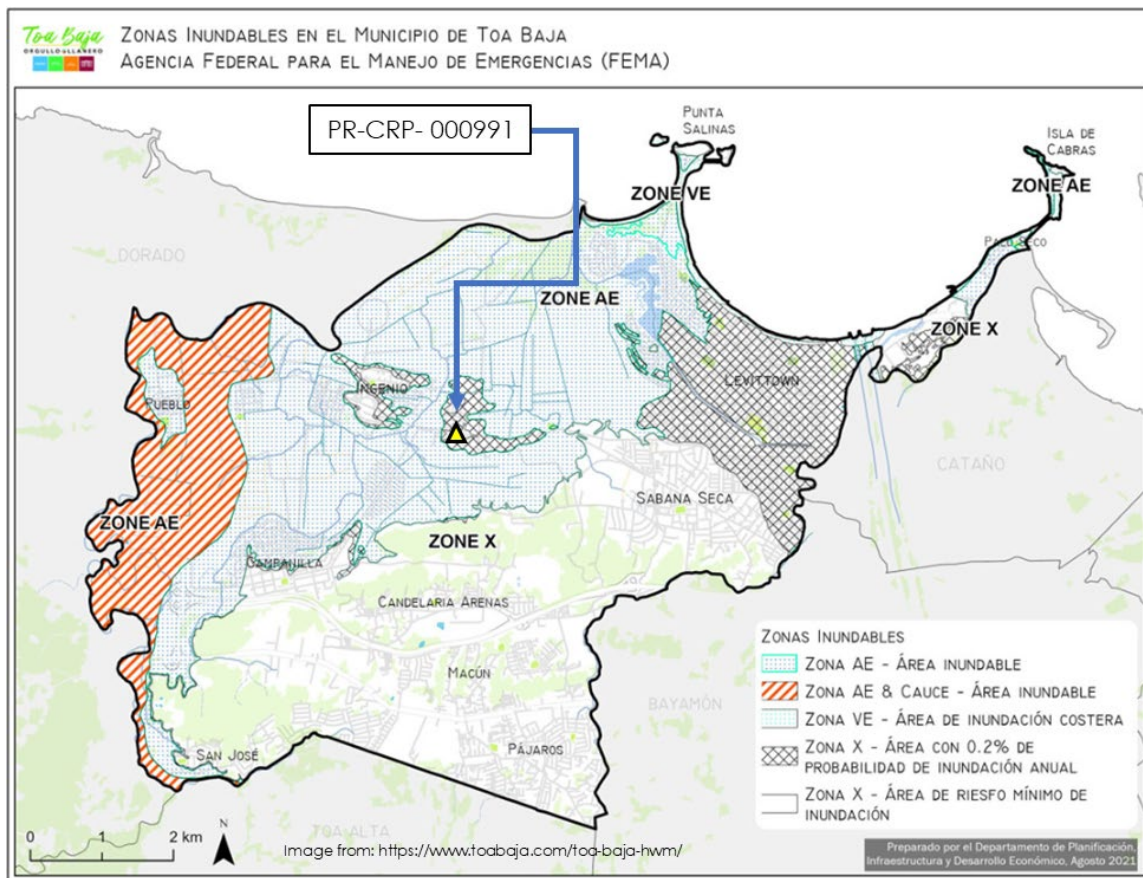 Toa Baja
ORGULLO LLANERO
ZONAS INUNDABLES EN EL MUNICIPIO DE TOA BAJA
AGENCIA FEDERAL PARA EL MANEJO DE EMERGENCIAS (FEMA)
PR-CRP- 000991
PUNTA
SALINAS
ISLA DE
CABRAS
ZONE VE
ZONE AE
DORADO
PALO SECO
ZONE AE
ZONE X
INGENIO
LEVITTOWN
PUEBLO
CATAÑO
SABANA SECA
ZONE AE
ZONE X
CAMPANILLA
CANDELARIA ARENAS
MACÚN
BAYAMÓN
SAN JOSÉ
PÁJAROS
TOA ALTA
ZONAS INUNDABLES
ZONA AE - ÁREA INUNDABLE
ZONA AE & CAUCE - ÁREA INUNDABLE
ZONA VE - ÁREA DE INUNDACIÓN COSTERA
ZONA X - ÁREA CON 0.2% DE
PROBABILIDAD DE INUNDACIÓN ANUAL
ZONA X - ÁREA DE RIESFO MÍNIMO DE
INUNDACIÓN
0 1 2 km
N
Image from: https://www.toabaja.com/toa-baja-hwm/
Preparado por el Departamento de Planificación,
Infraestructura y Desarrollo Económico, Agosto 2021